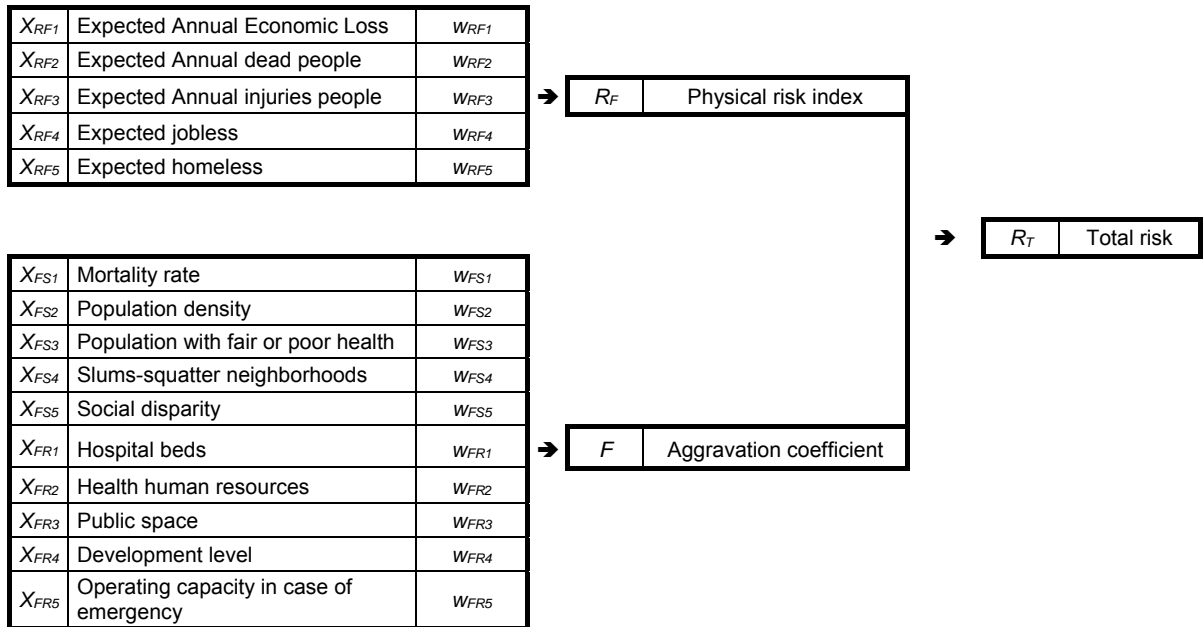 XRF1 Expected Annual Economic Loss wRF1
XRF2 Expected Annual dead people wRF2
XRF3 Expected Annual injuries people wRF3
XRF4 Expected jobless wRF4
XRF5 Expected homeless wRF5
➔ RF Physical risk index
➔ RT Total risk
XFS1 Mortality rate wFS1
XFS2 Population density wFS2
XFS3 Population with fair or poor health wFS3
XFS4 Slums-squatter neighborhoods wFS4
XFS5 Social disparity wFS5
XFR1 Hospital beds wFR1
XFR2 Health human resources wFR2
XFR3 Public space wFR3
XFR4 Development level wFR4
XFR5 Operating capacity in case of
emergency wFR5
➔ F Aggravation coefficient